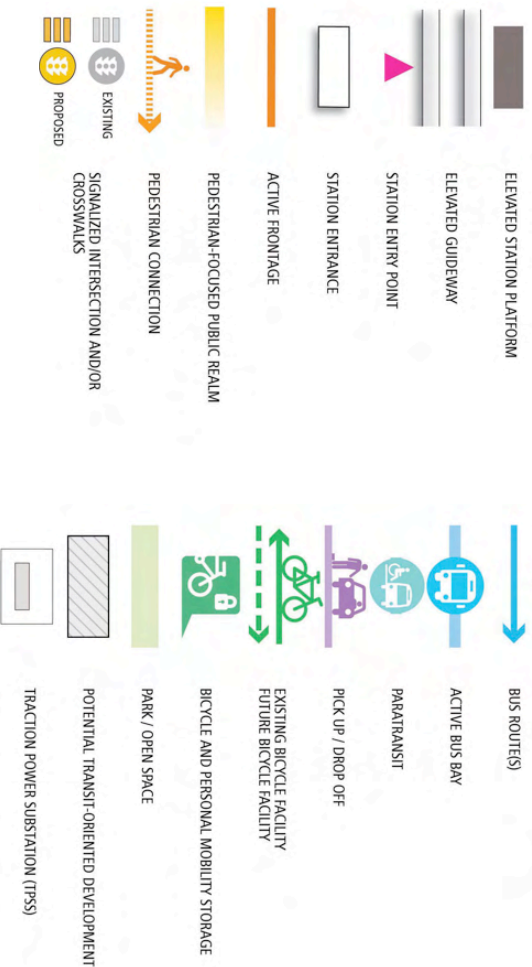 ELEVATED STATION PLATFORM
ELEVATED GUIDEWAY
STATION ENTRY POINT
STATION ENTRANCE
ACTIVE FRONTAGE
PEDESTRIAN-FOCUSED PUBLIC REALM
PEDESTRIAN CONNECTION
EXISTING
PROPOSED
SIGNALIZED INTERSECTION AND/OR
CROSSWALKS
BUS ROUTE(S)
ACTIVE BUS BAY
PARATRANSIT
PICK UP / DROP OFF
EXISTING BICYCLE FACILITY
FUTURE BICYCLE FACILITY
BICYCLE AND PERSONAL MOBILITY STORAGE
PARK / OPEN SPACE
POTENTIAL TRANSIT-ORIENTED DEVELOPMENT
TRACTION POWER SUBSTATION (TPSS)